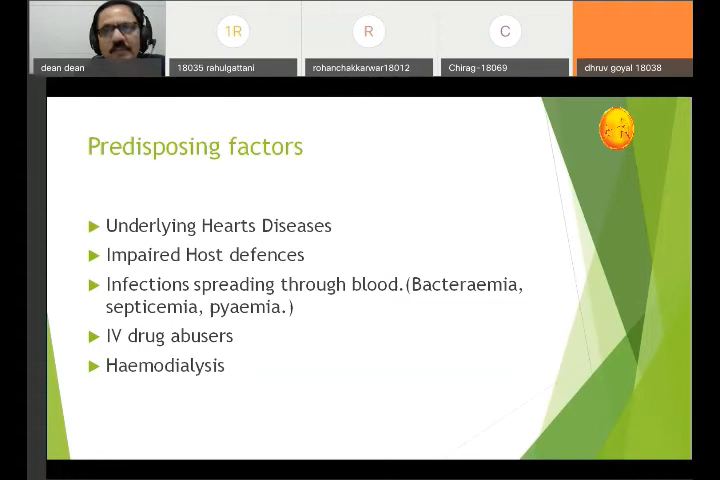 1R
R
C
dean dean
18035 rahulgattani
rohanchakkarwar18012
Chirag-18069
dhruv goyal 18038
Predisposing factors
Underlying Hearts Diseases
Impaired Host defences
Infections spreading through blood.(Bacteraemia,
septicemia, pyaemia.)
IV drug abusers
Haemodialysis